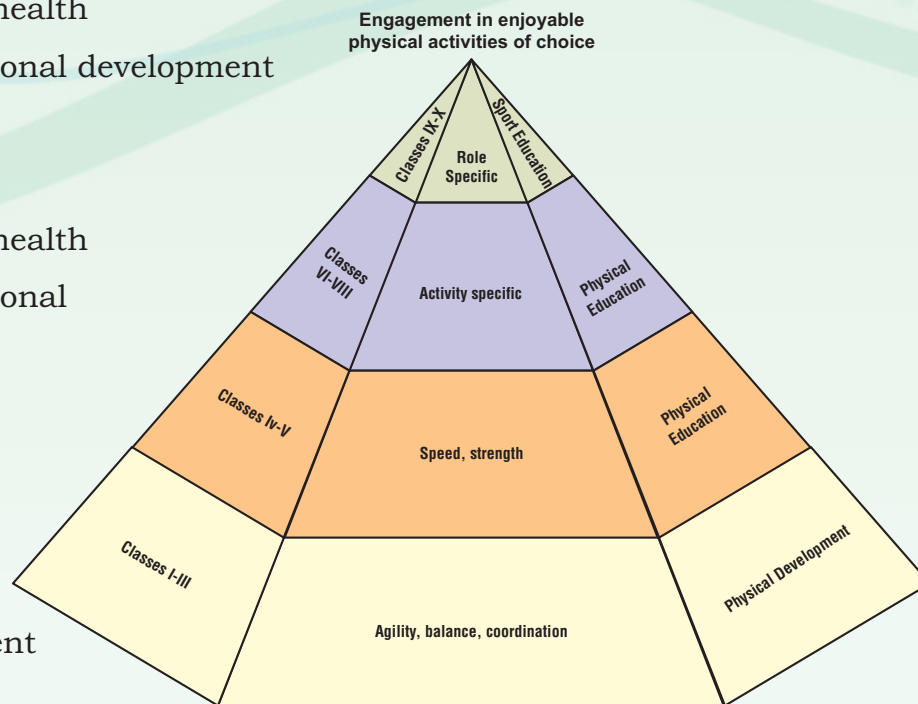 health
onal development
health
onal
ent
Engagement in enjoyable
physical activities of choice
Classes IX-X
Role
Specific
Sport Education
Classes
VI-VIII
Activity specific
Physical
Education
Classes Iv-V
Speed, strength
Physical
Education
Classes I-III
Agility, balance, coordination
Physical Development